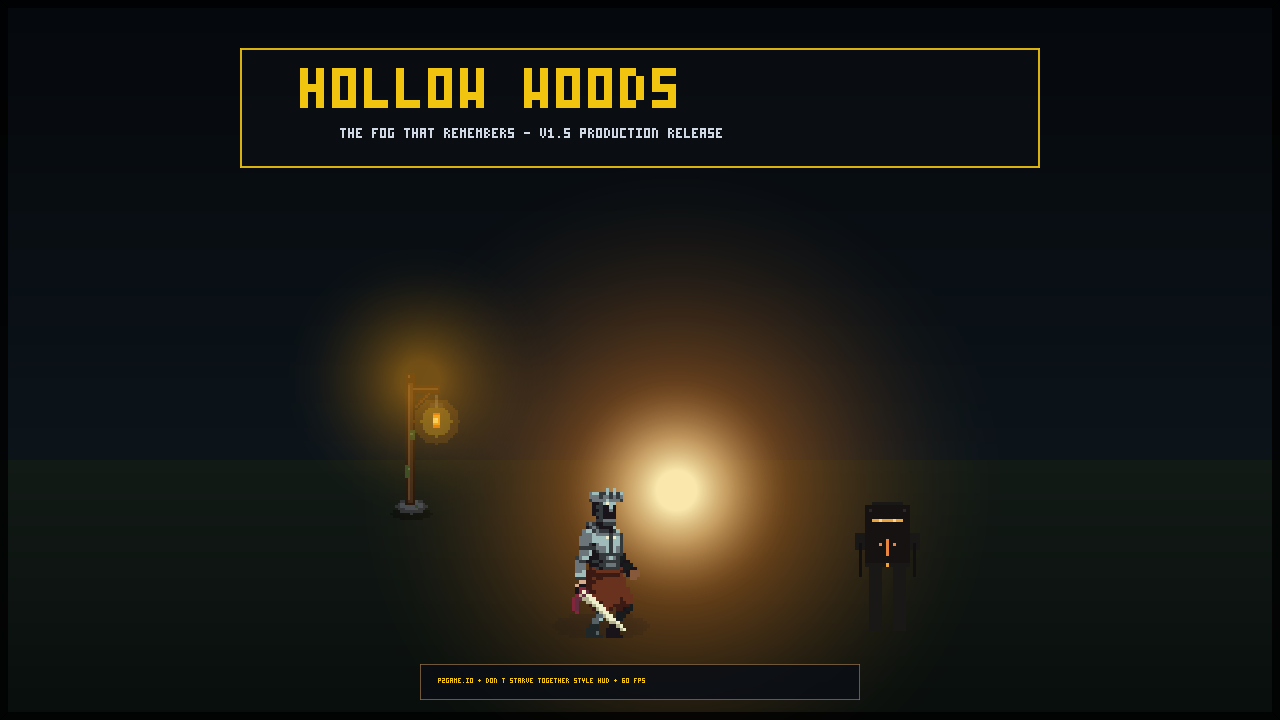 HOLLOW WOODS
THE FOG THAT REMEMBERS - V1.5 PRODUCTION RELEASE
P2GAME.IO + DON T STARVE TOGETHER STYLE HUD + 60 FPS